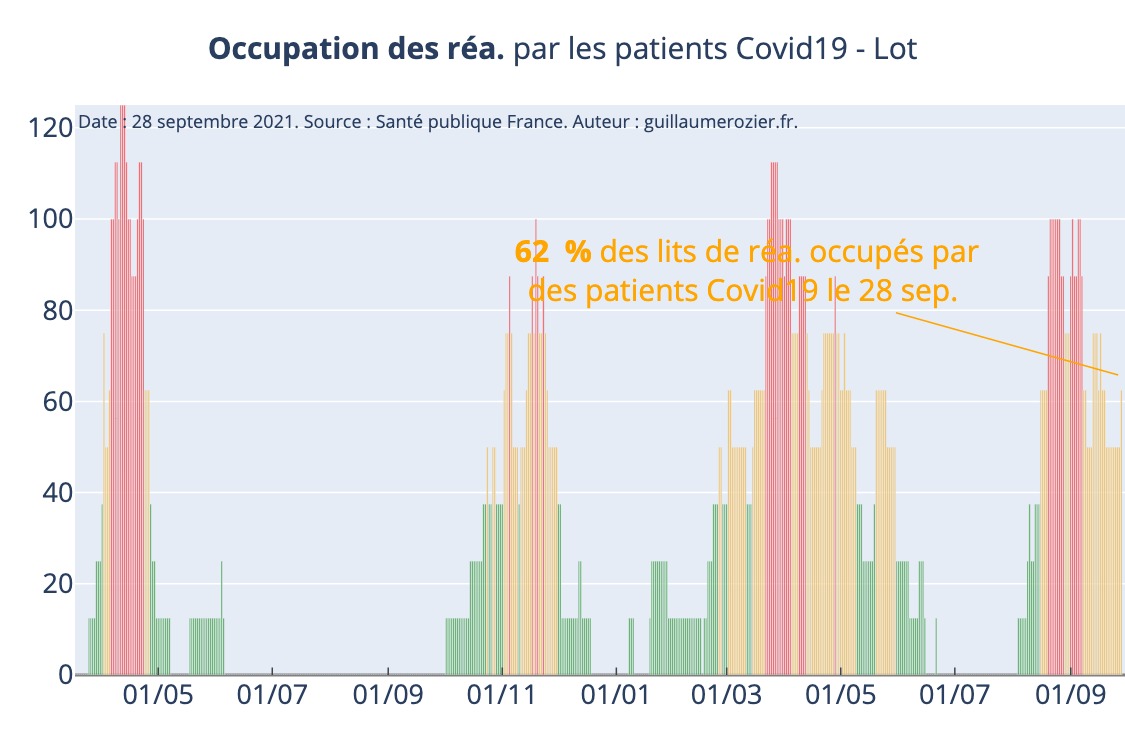 Occupation des réa. par les patients Covid19 - Lot
Date : 28 septembre 2021. Source : Santé publique France. Auteur : guillaumerozier.fr.
120
100
80
60
40
20
0
62 % des lits de réa. occupés par
des patients Covid19 le 28 sep.
01/05 01/07 01/09 01/11 01/01 01/03 01/05 01/07 01/09